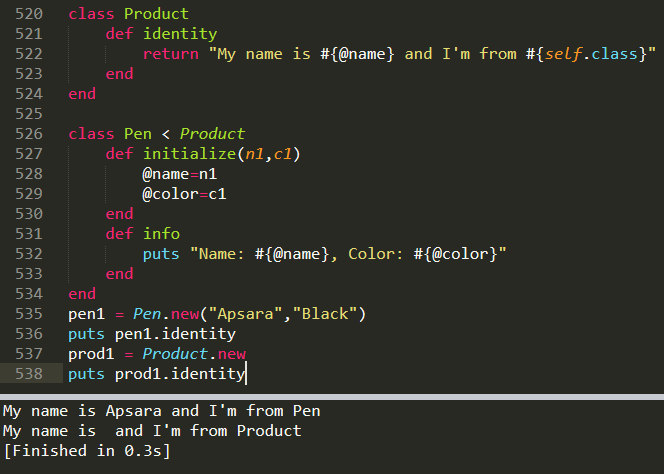 520 class Product
521     def identity
522         return "My name is #{@name} and I'm from #{self.class}"
523     end
524 end
525
526 class Pen < Product
527     def initialize(n1,c1)
528         @name=n1
529         @color=c1
530     end
531     def info
532         puts "Name: #{@name}, Color: #{@color}"
533     end
534 end
535 pen1 = Pen.new("Apsara","Black")
536 puts pen1.identity
537 prod1 = Product.new
538 puts prod1.identity
My name is Apsara and I'm from Pen
My name is  and I'm from Product
[Finished in 0.3s]